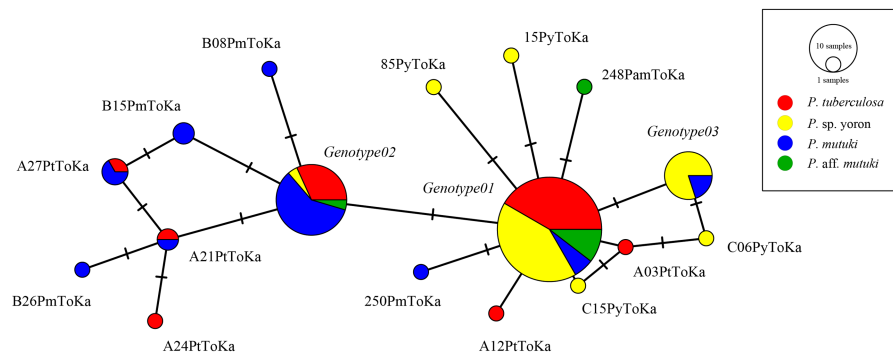 B08PmToKa
15PyToKa
85PyToKa
248PamToKa
B15PmToKa
Genotype02
Genotype03
A27PtToKa
Genotype01
A21PtToKa
C06PyToKa
A03PtToKa
B26PmToKa
250PmToKa
C15PyToKa
A24PtToKa
A12PtToKa
10 samples
1 samples
P. tuberculosa
P. sp. yoron
P. mutuki
P. aff. mutuki